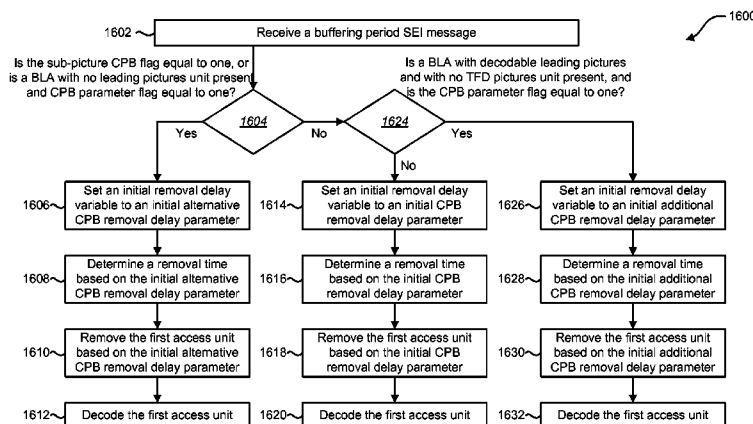 1600
1602
Receive a buffering period SEI message
Is the sub-picture CPB flag equal to one, or
is a BLA with no leading pictures unit present
and CPB parameter flag equal to one?
Is a BLA with decodable leading pictures
and with no TFD pictures unit present, and
is the CPB parameter flag equal to one?
1604
1624
Yes
No
Yes
No
1606
Set an initial removal delay
variable to an initial alternative
CPB removal delay parameter
1614
Set an initial removal delay
variable to an initial CPB
removal delay parameter
1626
Set an initial removal delay
variable to an initial additional
CPB removal delay parameter
1608
Determine a removal time
based on the initial alternative
CPB removal delay parameter
1616
Determine a removal time
based on the initial CPB
removal delay parameter
1628
Determine a removal time
based on the initial additional
CPB removal delay parameter
1610
Remove the first access unit
based on the initial alternative
CPB removal delay parameter
1618
Remove the first access unit
based on the initial CPB
removal delay parameter
1630
Remove the first access unit
based on the initial additional
CPB removal delay parameter
1612
Decode the first access unit
1620
Decode the first access unit
1632
Decode the first access unit